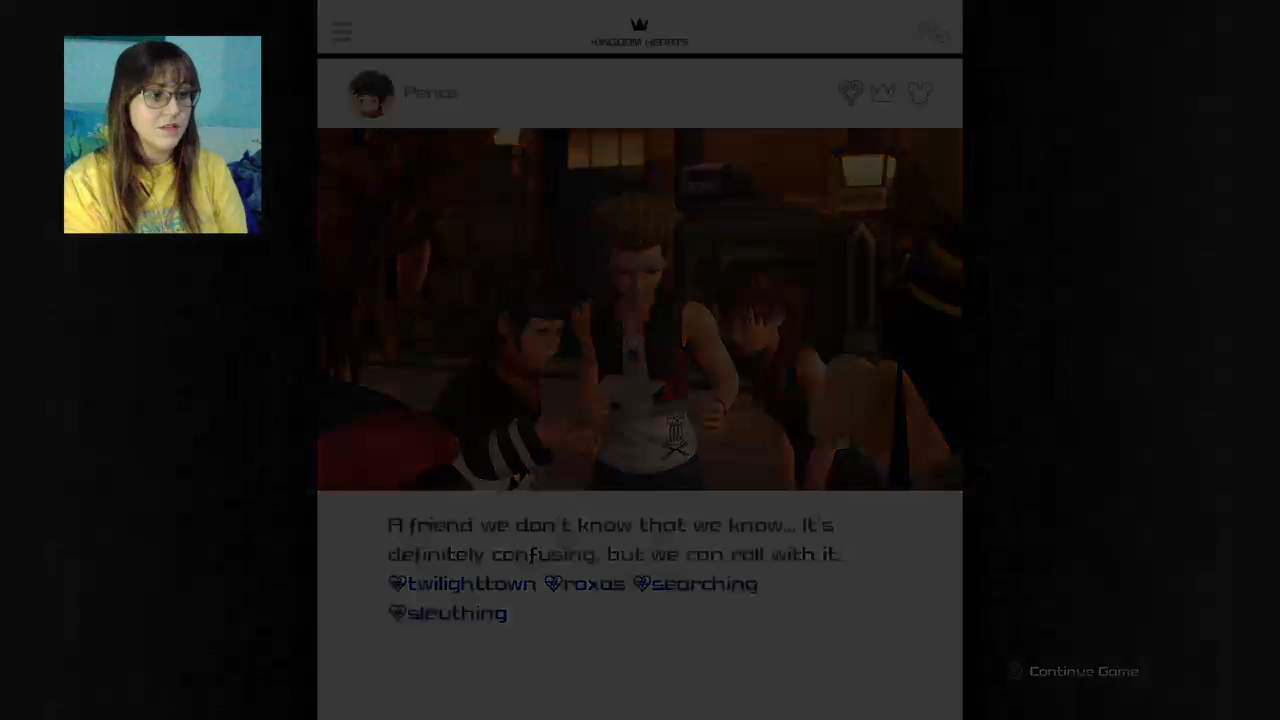 KINGDOM HEARTS
Pence
A friend we don't know that we know... It's
definitely confusing, but we can roll with it.
twilighttown roxas searching
sleuthing
Continue Game